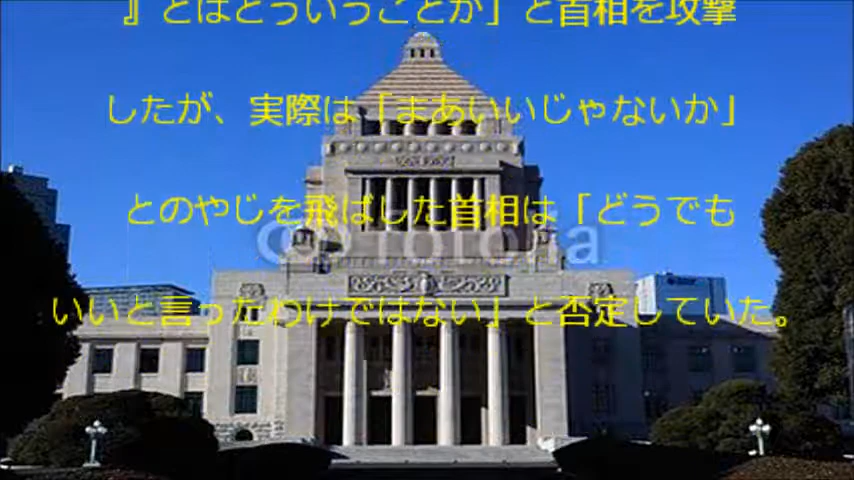 』とはどういうことか」と首相を攻撃
したが、実際は「まあいいじゃないか」
とのやじを飛ばした首相は「どうでも
いいと言ったわけではない」と否定していた。
fotolia